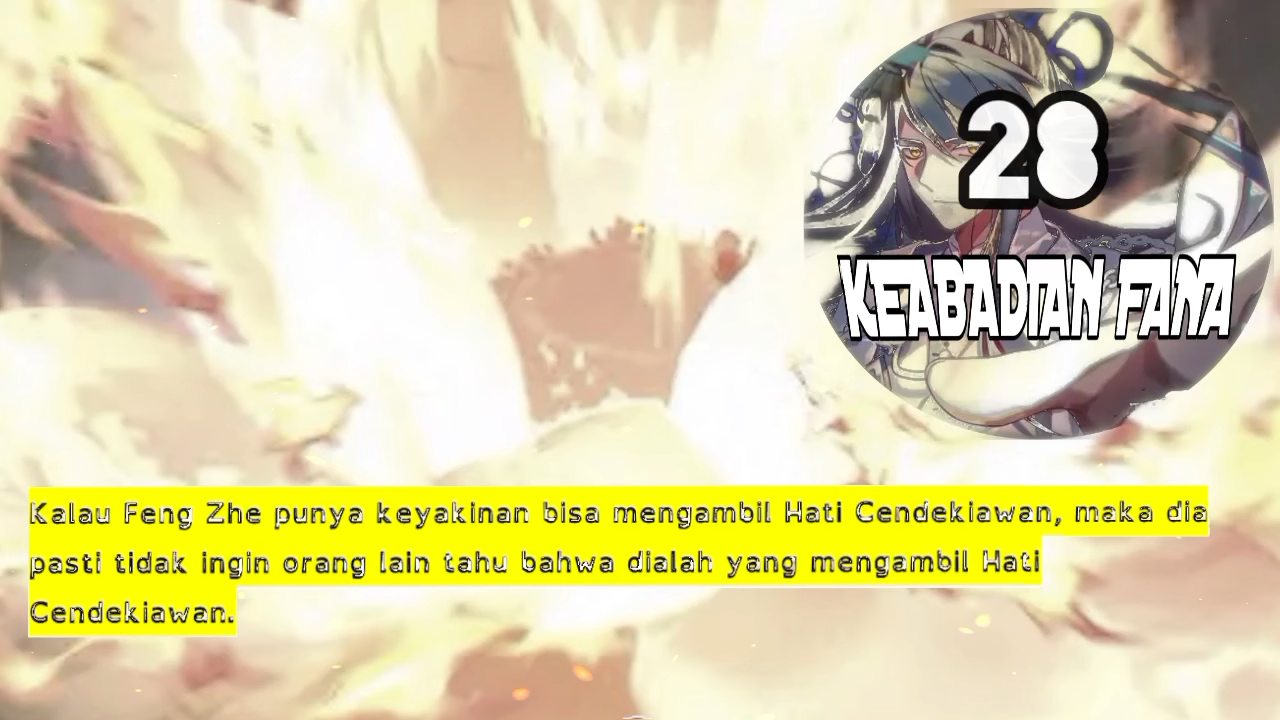 28
KEABADIAN FANA
Kalau Feng Zhe punya keyakinan bisa mengambil Hati Cendekiawan, maka dia
pasti tidak ingin orang lain tahu bahwa dialah yang mengambil Hati
Cendekiawan.